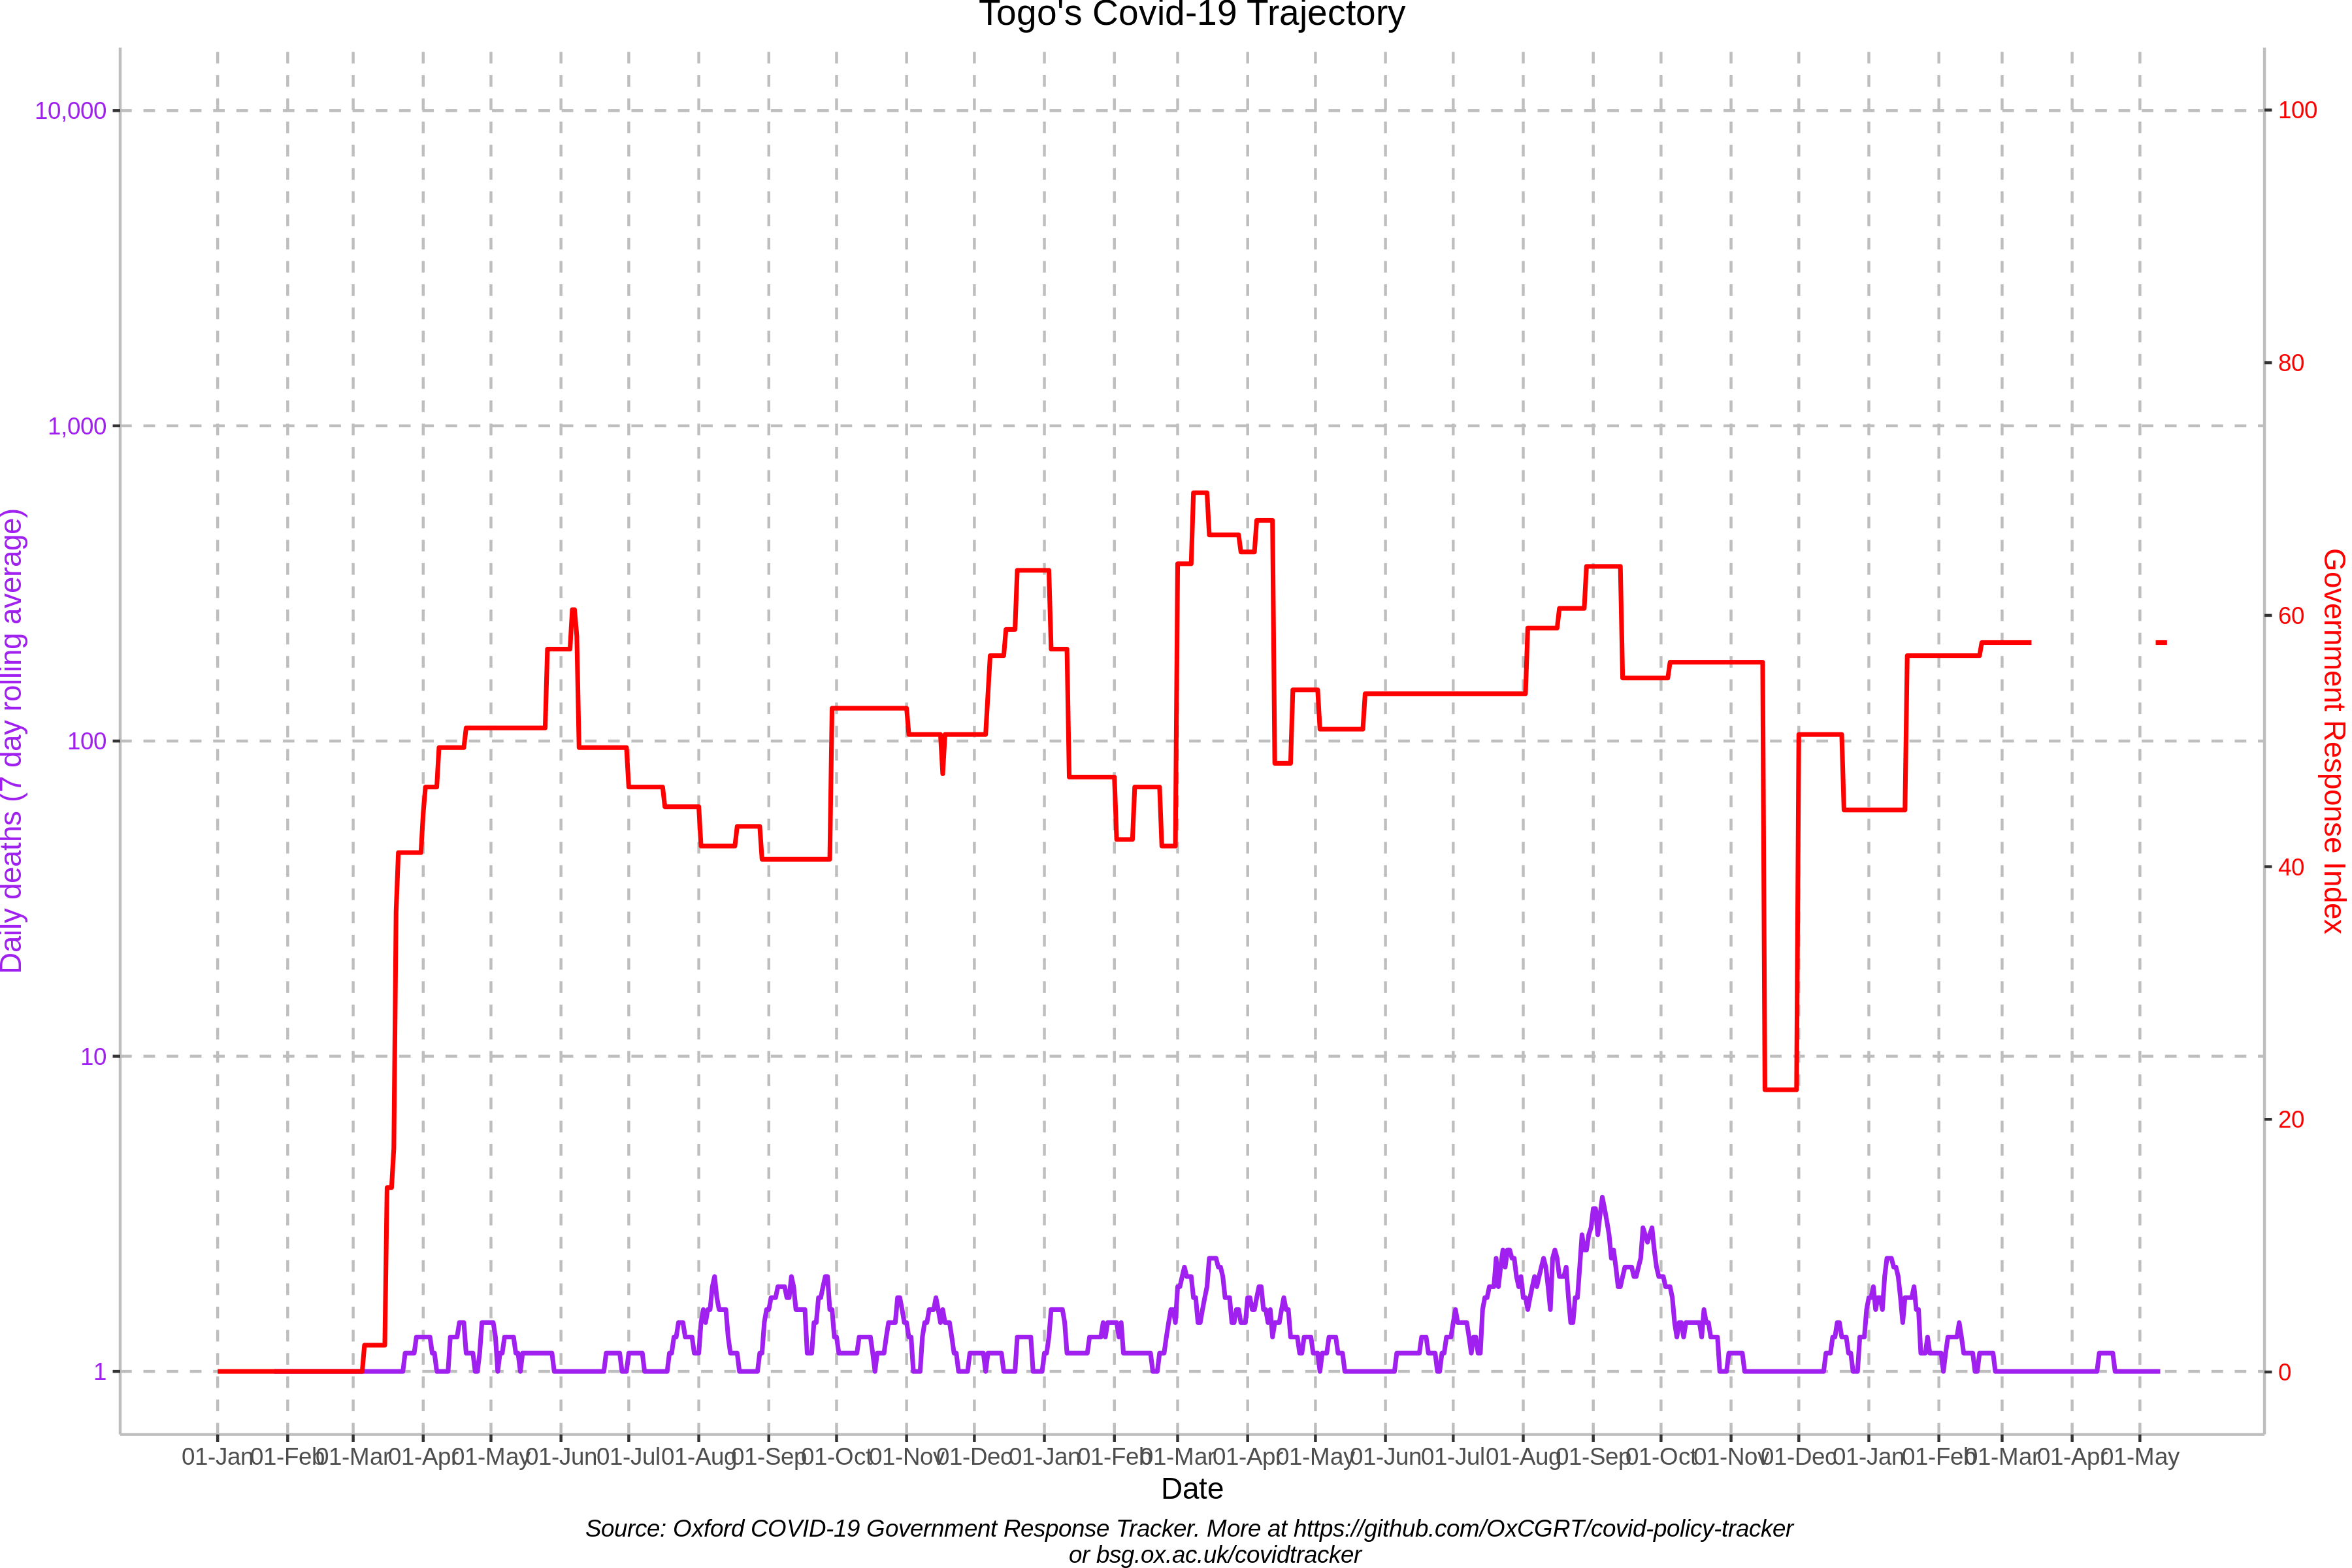 Togo's Covid-19 Trajectory
10,000
1,000
100
10
1
Daily deaths (7 day rolling average)
100
80
60
40
20
0
Government Response Index
01-Jan 01-Feb 01-Mar 01-Apr 01-May 01-Jun 01-Jul 01-Aug 01-Sep 01-Oct 01-Nov 01-Dec 01-Jan 01-Feb 01-Mar 01-Apr 01-May 01-Jun 01-Jul 01-Aug 01-Sep 01-Oct 01-Nov 01-Dec 01-Jan 01-Feb 01-Mar 01-Apr 01-May
Date
Source: Oxford COVID-19 Government Response Tracker. More at https://github.com/OxCGRT/covid-policy-tracker
or bsg.ox.ac.uk/covidtracker